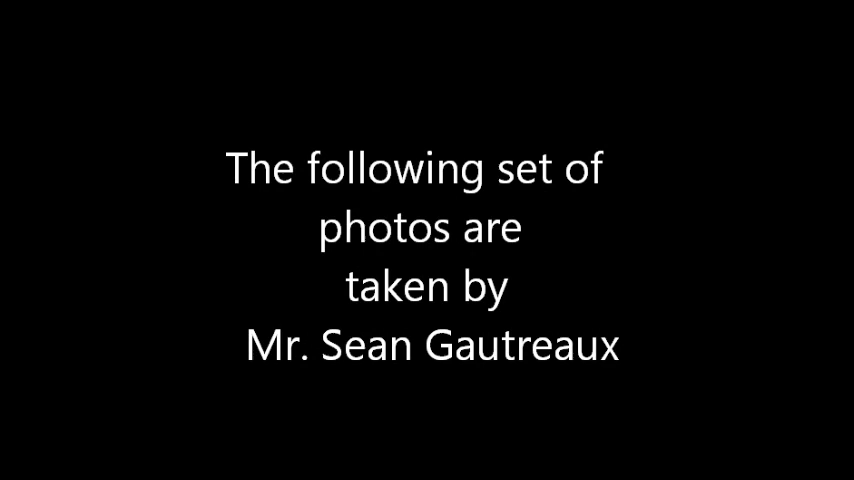 The following set of
photos are
taken by
Mr. Sean Gautreaux